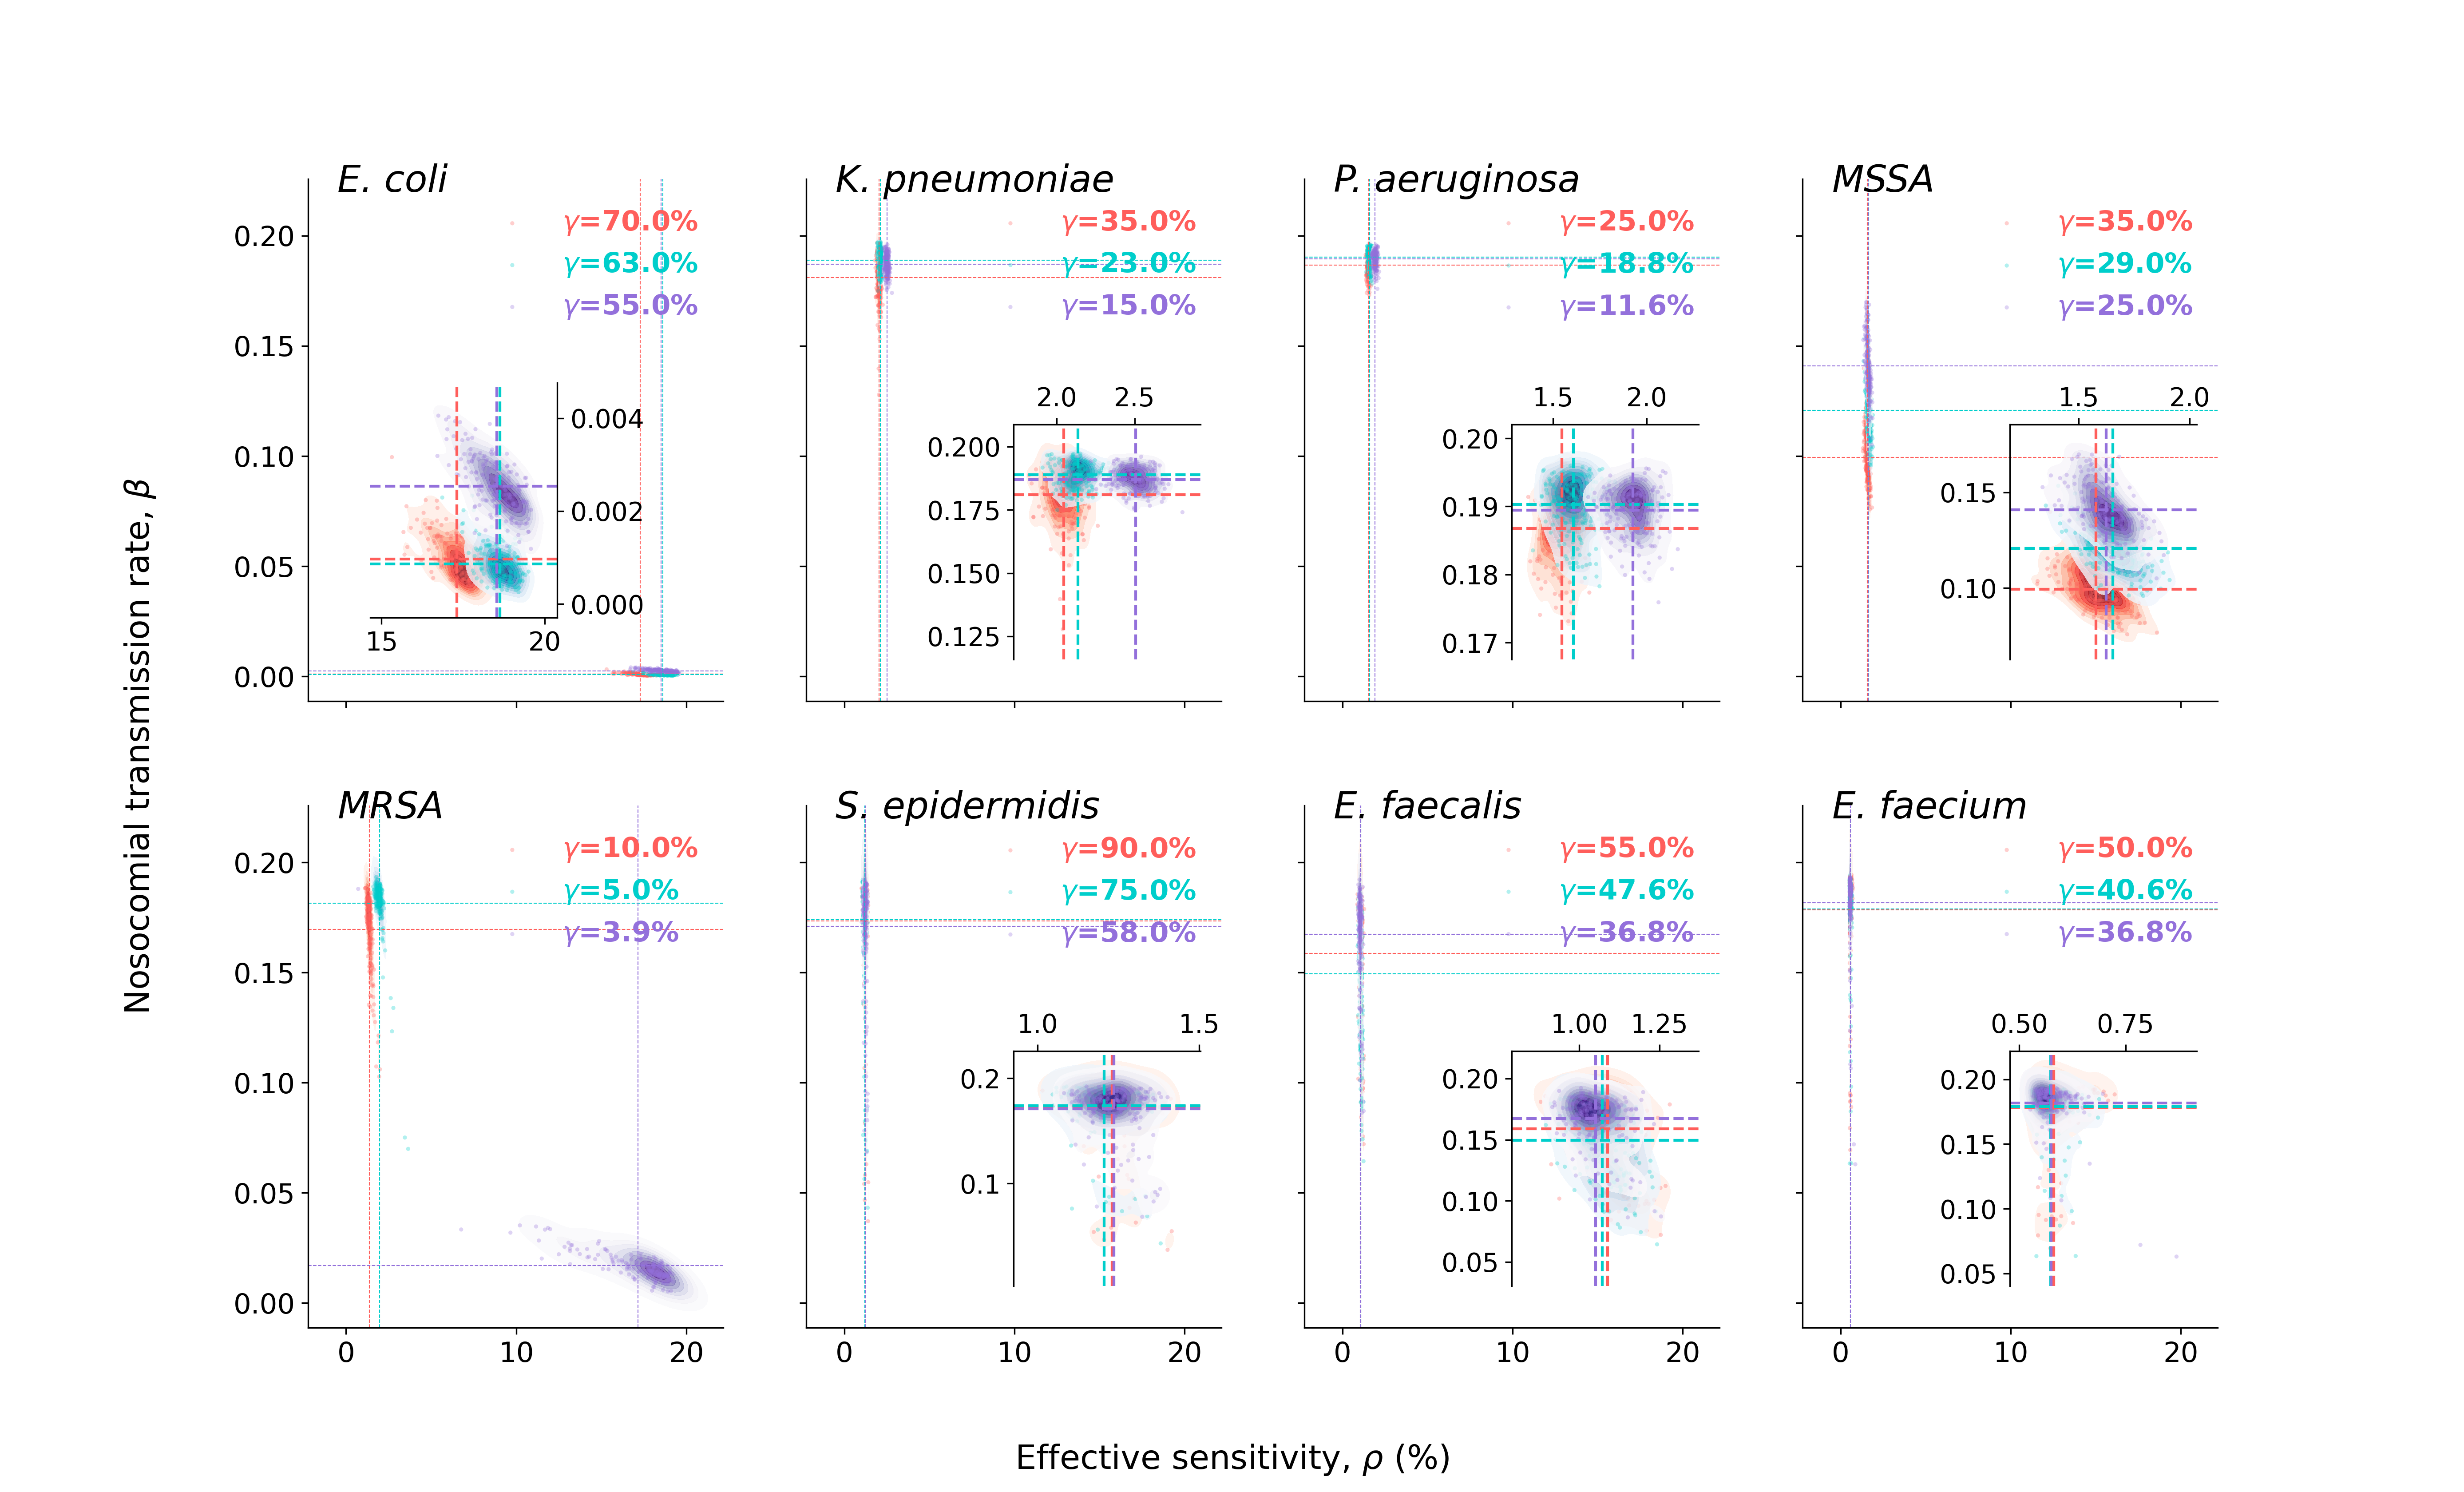 Nosocomial transmission rate, β
E. coli
γ=70.0%
γ=63.0%
γ=55.0%
0.20
0.15
0.10
0.05
0.00
0.004
0.002
0.000
15 20
K. pneumoniae
γ=35.0%
γ=23.0%
γ=15.0%
2.0 2.5
0.200
0.175
0.150
0.125
P. aeruginosa
γ=25.0%
γ=18.8%
γ=11.6%
1.5 2.0
0.20
0.19
0.18
0.17
MSSA
γ=35.0%
γ=29.0%
γ=25.0%
1.5 2.0
0.15
0.10
MRSA
γ=10.0%
γ=5.0%
γ=3.9%
0.20
0.15
0.10
0.05
0.00
0 10 20
S. epidermidis
γ=90.0%
γ=75.0%
γ=58.0%
1.0 1.5
0.2
0.1
0 10 20
E. faecalis
γ=55.0%
γ=47.6%
γ=36.8%
1.00 1.25
0.20
0.15
0.10
0.05
0 10 20
E. faecium
γ=50.0%
γ=40.6%
γ=36.8%
0.50 0.75
0.20
0.15
0.10
0.05
0 10 20
Effective sensitivity, ρ (%)